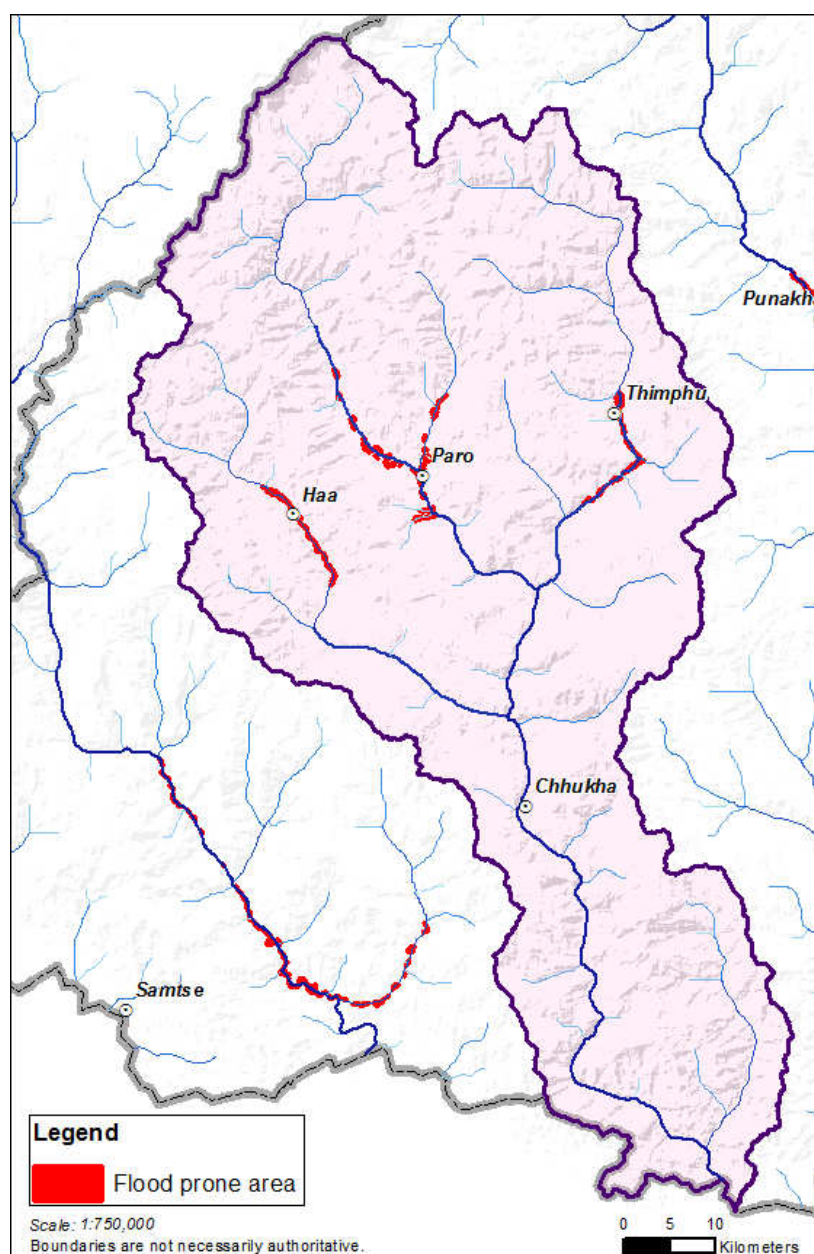 Punakh
Thimphu
Paro
Haa
Chhukha
Samtse
Legend
Flood prone area
Scale: 1:750,000
Boundaries are not necessarily authoritative.
0 5 10
Kilometers